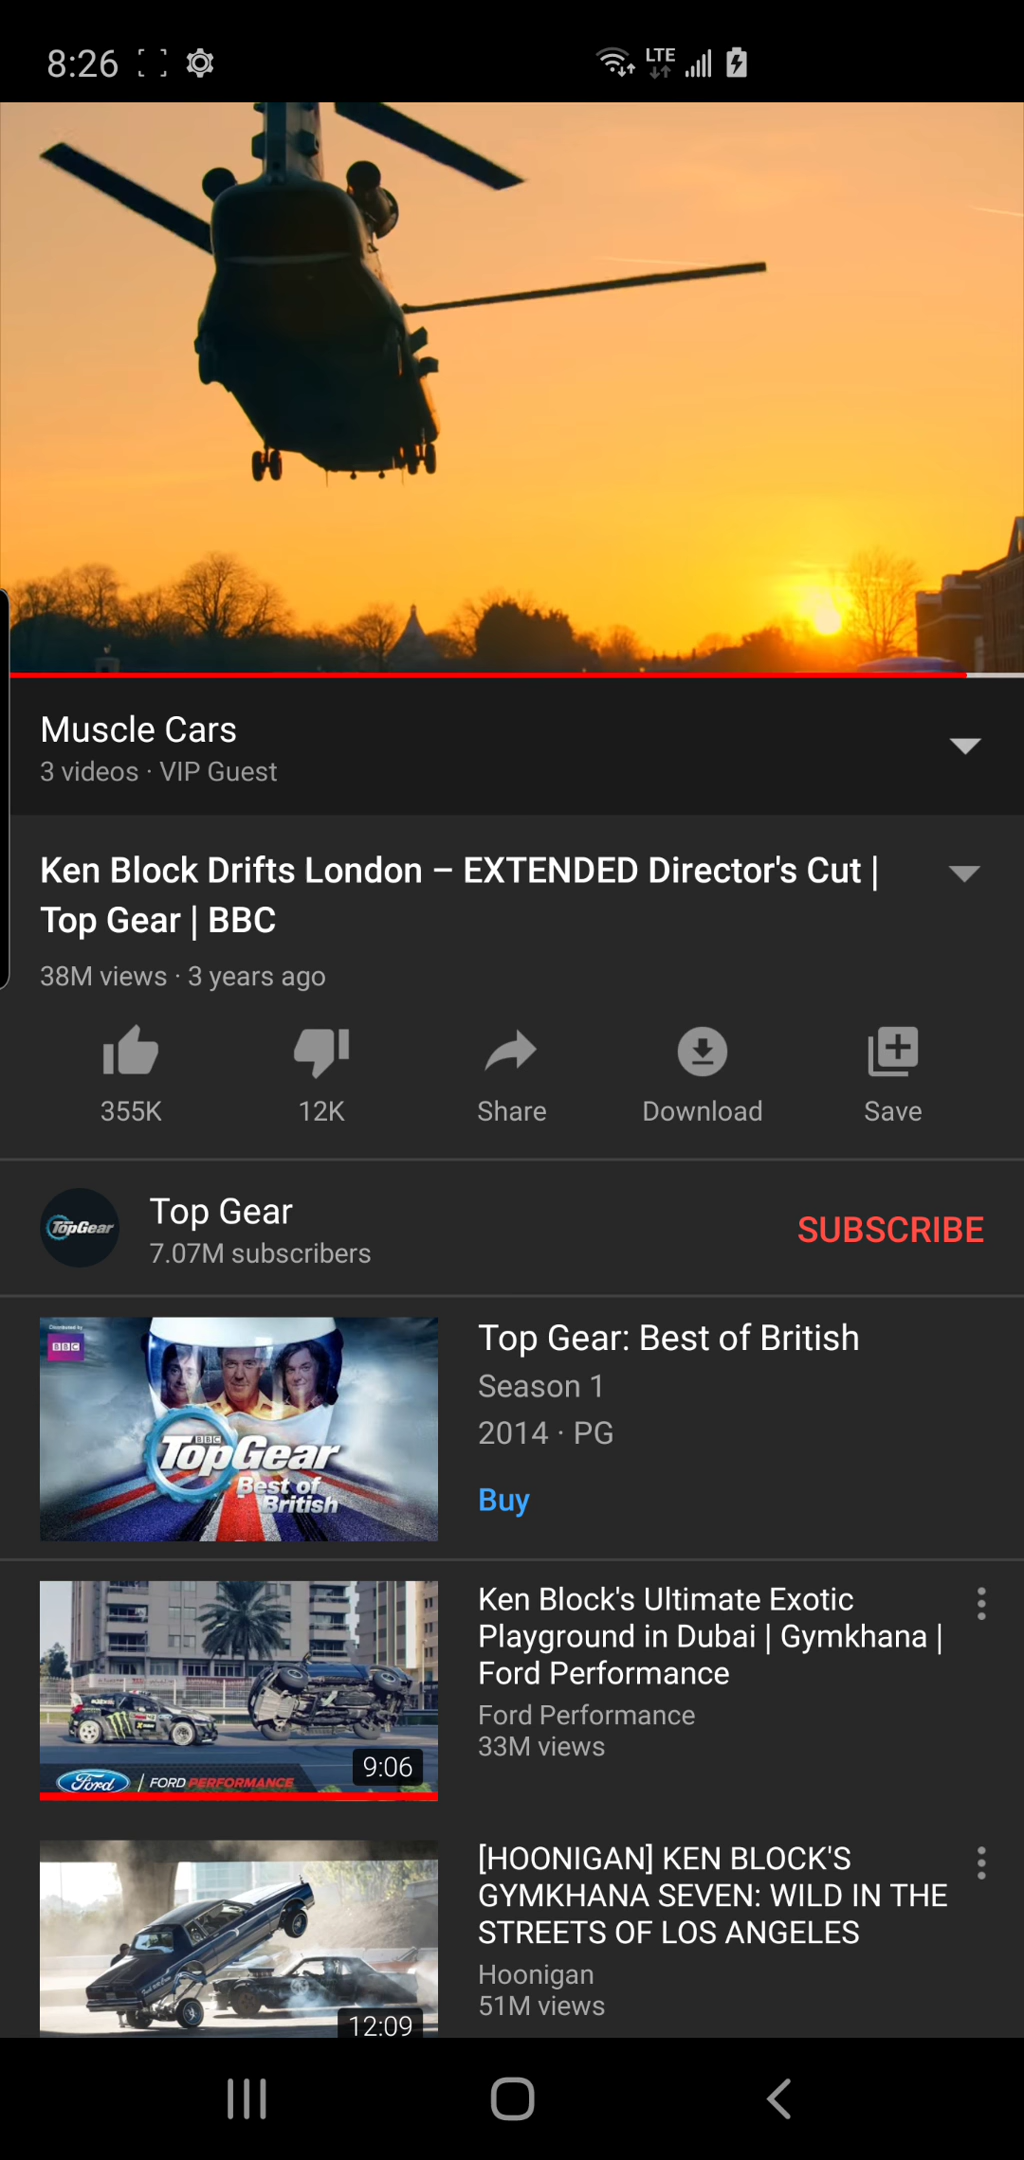 8:26
LTE
Muscle Cars
3 videos · VIP Guest
Ken Block Drifts London – EXTENDED Director's Cut |
Top Gear | BBC
38M views · 3 years ago
355K
12K
Share
Download
Save
TopGear
Top Gear
7.07M subscribers
SUBSCRIBE
Distributed by
BBC
BBC
TopGear
Best of
British
Top Gear: Best of British
Season 1
2014 · PG
Buy
Ford
FORD PERFORMANCE
9:06
Ken Block's Ultimate Exotic
Playground in Dubai | Gymkhana |
Ford Performance
Ford Performance
33M views
12:09
[HOONIGAN] KEN BLOCK'S
GYMKHANA SEVEN: WILD IN THE
STREETS OF LOS ANGELES
Hoonigan
51M views